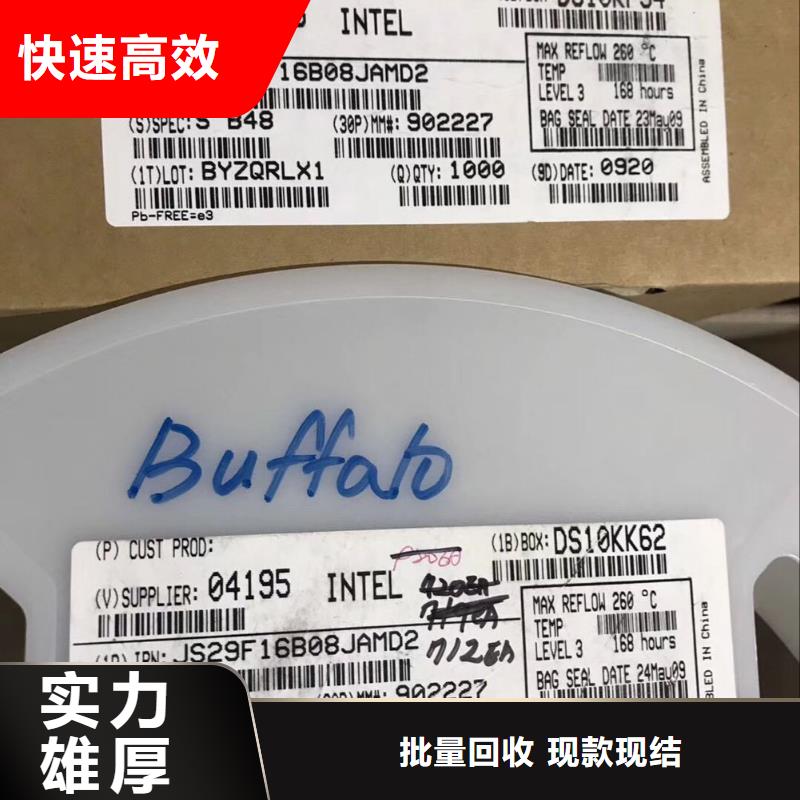 快速高效
INTEL
DS10KF54
16B08JAMD2
MAX REFLOW 260 °C
TEMP
LEVEL 3 168 hours
BAG SEAL DATE 23May09
ASSEMBLED IN China
(S)SPEC: S B48
(30P)MM#: 902227
(1T)LOT: BYZQRLX1
(Q)QTY: 1000
(9D)DATE: 0920
Pb-FREE=e3
Buffalo
(P) CUST PROD:
(1B)BOX: DS10KK62
(V)SUPPLIER: 04195 INTEL
MAX REFLOW 260 °C
TEMP
LEVEL 3 168 hours
BAG SEAL DATE 24May09
JS29F16B08JAMD2
712EA
902227
实力
雄厚
批量回收 现款现结